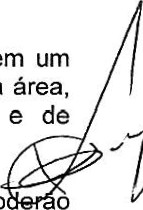 em um
área,
e de
oderão